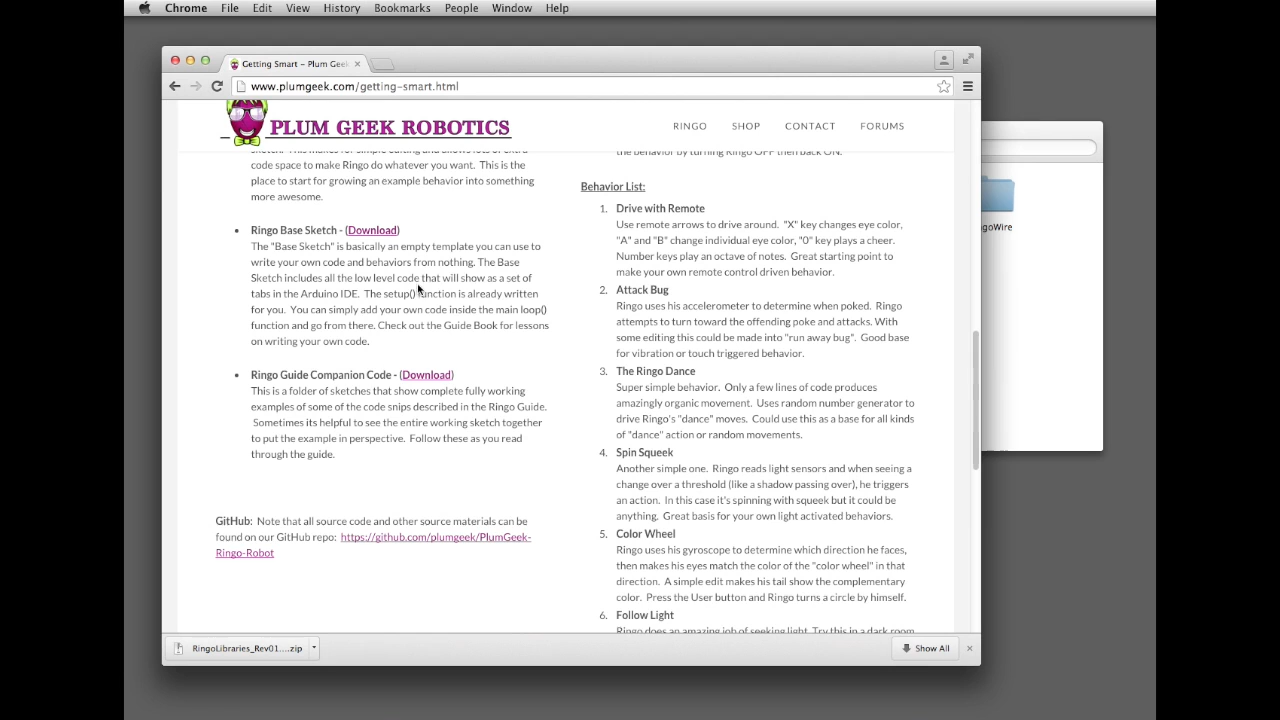 Chrome File Edit View History Bookmarks People Window Help
Getting Smart – Plum Gee
www.plumgeek.com/getting-smart.html
PLUM GEEK ROBOTICS
RINGO SHOP CONTACT FORUMS
code space to make Ringo do whatever you want. This is the
place to start for growing an example behavior into something
more awesome.
Ringo Base Sketch - (Download)
The "Base Sketch" is basically an empty template you can use to
write your own code and behaviors from nothing. The Base
Sketch includes all the low level code that will show as a set of
tabs in the Arduino IDE. The setup() function is already written
for you. You can simply add your own code inside the main loop()
function and go from there. Check out the Guide Book for lessons
on writing your own code.
Ringo Guide Companion Code - (Download)
This is a folder of sketches that show complete fully working
examples of some of the code snips described in the Ringo Guide.
Sometimes its helpful to see the entire working sketch together
to put the example in perspective. Follow these as you read
through the guide.
GitHub: Note that all source code and other source materials can be
found on our GitHub repo: https://github.com/plumgeek/PlumGeek-
Ringo-Robot
the behavior by turning Ringo OFF then back ON.
Behavior List:
1. Drive with Remote
Use remote arrows to drive around. "X" key changes eye color,
"A" and "B" change individual eye color, "0" key plays a cheer.
Number keys play an octave of notes. Great starting point to
make your own remote control driven behavior.
2. Attack Bug
Ringo uses his accelerometer to determine when poked. Ringo
attempts to turn toward the offending poke and attacks. With
some editing this could be made into "run away bug". Good base
for vibration or touch triggered behavior.
3. The Ringo Dance
Super simple behavior. Only a few lines of code produces
amazingly organic movement. Uses random number generator to
drive Ringo's "dance" moves. Could use this as a base for all kinds
of "dance" action or random movements.
4. Spin Squeek
Another simple one. Ringo reads light sensors and when seeing a
change over a threshold (like a shadow passing over), he triggers
an action. In this case it's spinning with squeek but it could be
anything. Great basis for your own light activated behaviors.
5. Color Wheel
Ringo uses his gyroscope to determine which direction he faces,
then makes his eyes match the color of the "color wheel" in that
direction. A simple edit makes his tail show the complementary
color. Press the User button and Ringo turns a circle by himself.
6. Follow Light
Ringo does an amazing job of seeking light. Try this in a dark room
goWire
RingoLibraries_Rev01....zip
Show All